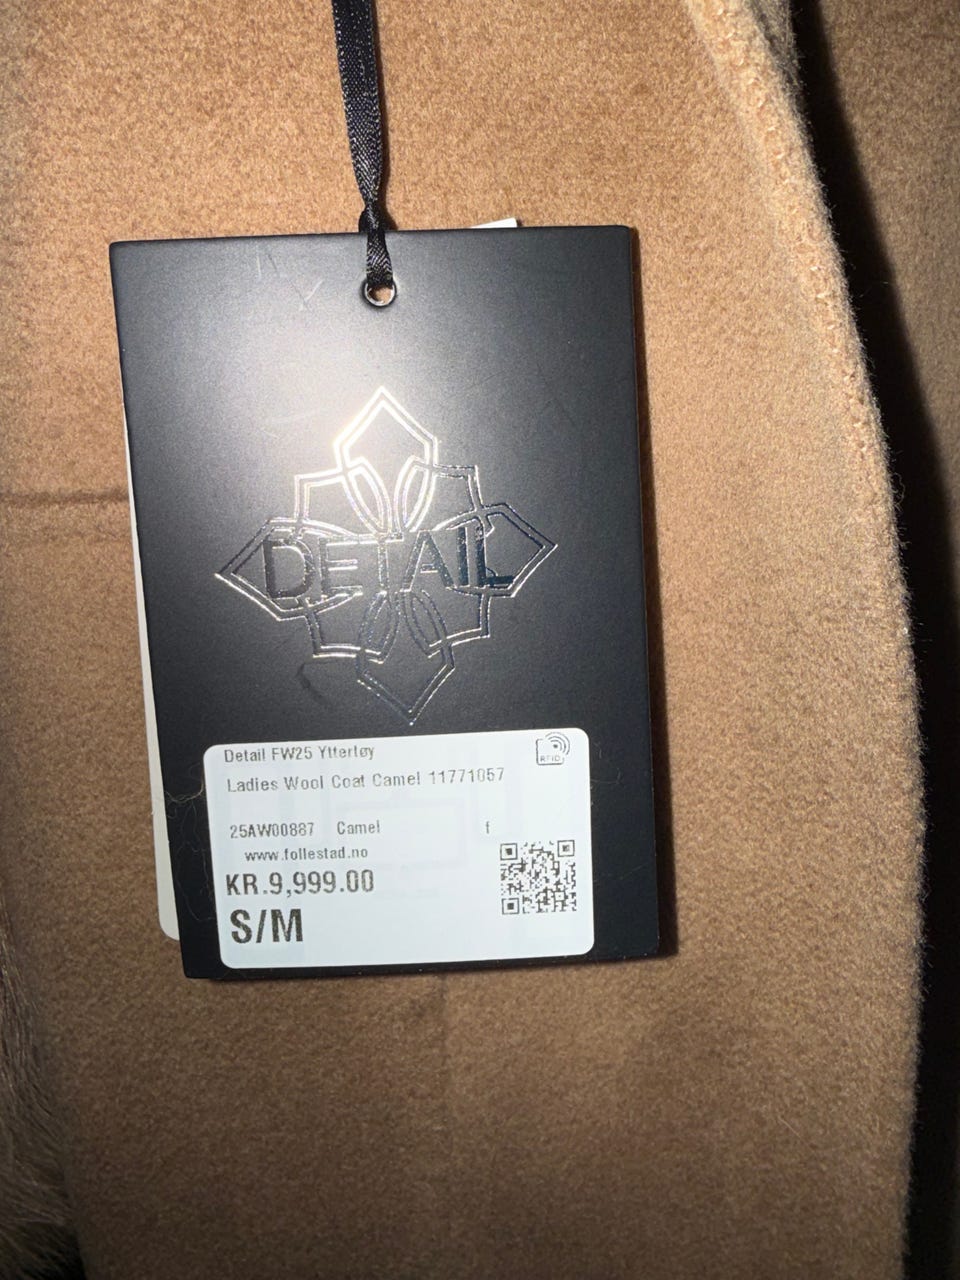 DETAIL
Detail FW25 Yttertøy
RFID
Ladies Wool Coat Camel 11771057
25AW00887 Camel f
www.follestad.no
KR.9,999.00
S/M